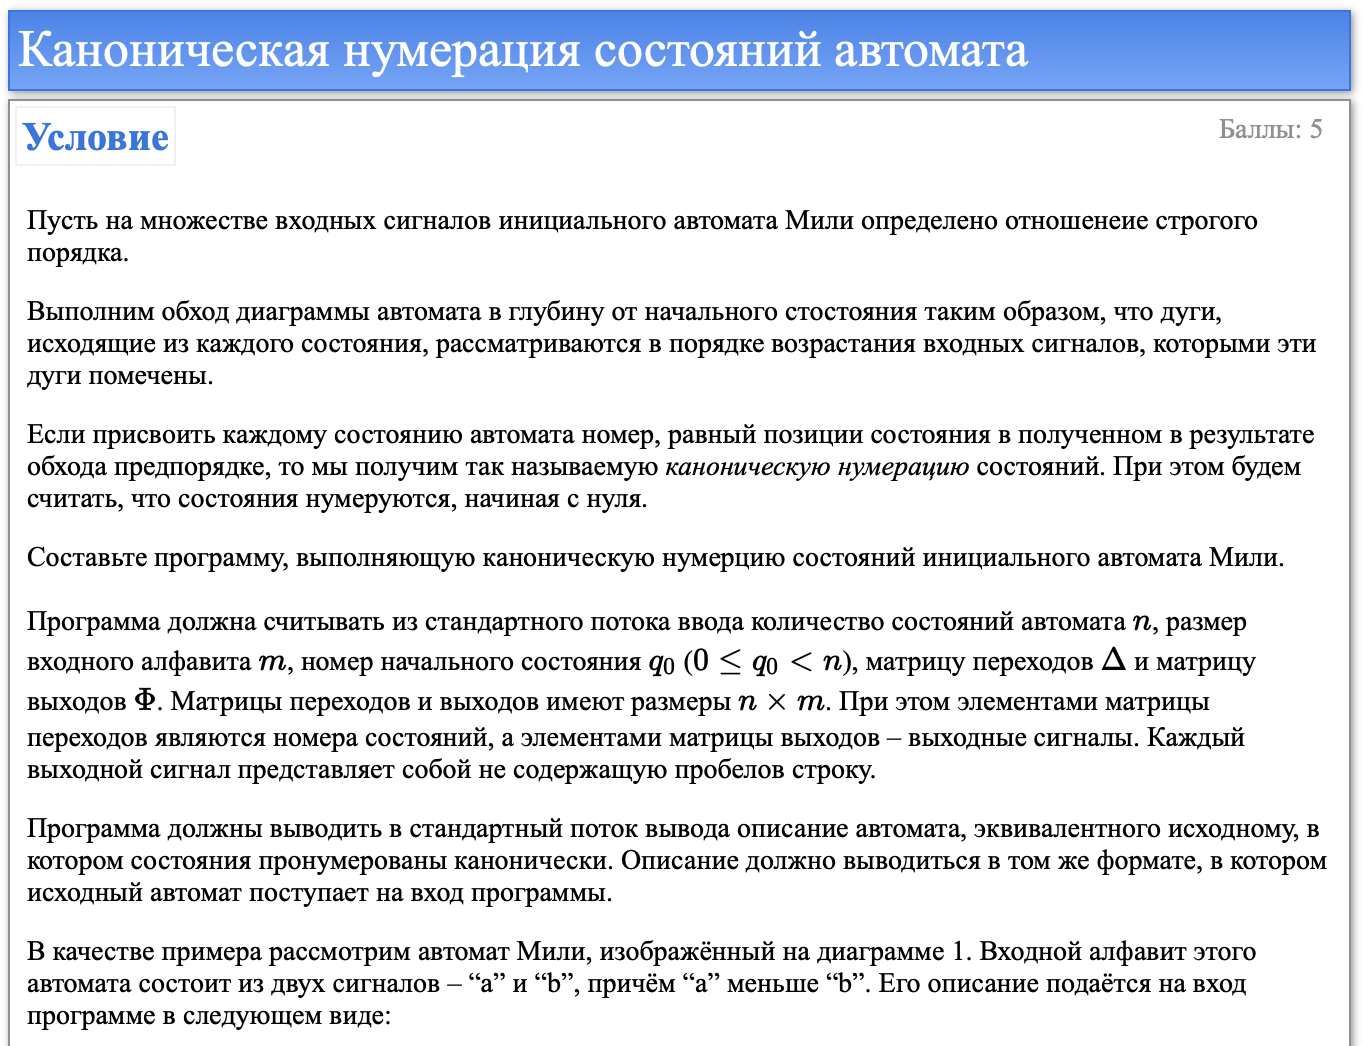 Каноническая нумерация состояний автомата
Условие
Баллы: 5
Пусть на множестве входных сигналов инициального автомата Мили определено отношенеие строгого
порядка.
Выполним обход диаграммы автомата в глубину от начального стостояния таким образом, что дуги,
исходящие из каждого состояния, рассматриваются в порядке возрастания входных сигналов, которыми эти
дуги помечены.
Если присвоить каждому состоянию автомата номер, равный позиции состояния в полученном в результате
обхода предпорядке, то мы получим так называемую каноническую нумерацию состояний. При этом будем
считать, что состояния нумеруются, начиная с нуля.
Составьте программу, выполняющую каноническую нумерцию состояний инициального автомата Мили.
Программа должна считывать из стандартного потока ввода количество состояний автомата n, размер
входного алфавита m, номер начального состояния q₀ (0 ≤ q₀ < n), матрицу переходов Δ и матрицу
выходов Φ. Матрицы переходов и выходов имеют размеры n × m. При этом элементами матрицы
переходов являются номера состояний, а элементами матрицы выходов – выходные сигналы. Каждый
выходной сигнал представляет собой не содержащую пробелов строку.
Программа должны выводить в стандартный поток вывода описание автомата, эквивалентного исходному, в
котором состояния пронумерованы канонически. Описание должно выводиться в том же формате, в котором
исходный автомат поступает на вход программы.
В качестве примера рассмотрим автомат Мили, изображённый на диаграмме 1. Входной алфавит этого
автомата состоит из двух сигналов – “a” и “b”, причём “a” меньше “b”. Его описание подаётся на вход
программе в следующем виде: